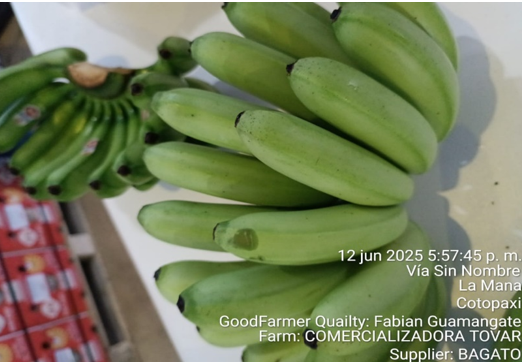 12 jun 2025 5:57:45 p. m.
Vía Sin Nombre
La Mana
Cotopaxi
GoodFarmer Quailty: Fabian Guamangate
Farm: COMERCIALIZADORA TOVAR
Supplier: BAGATO